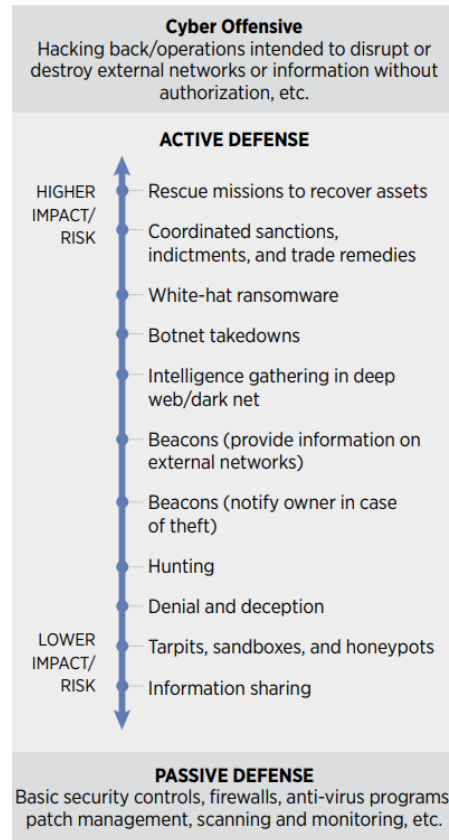 Cyber Offensive
Hacking back/operations intended to disrupt or
destroy external networks or information without
authorization, etc.
ACTIVE DEFENSE
HIGHER
IMPACT/
RISK
Rescue missions to recover assets
Coordinated sanctions,
indictments, and trade remedies
White-hat ransomware
Botnet takedowns
Intelligence gathering in deep
web/dark net
Beacons (provide information on
external networks)
Beacons (notify owner in case
of theft)
Hunting
Denial and deception
LOWER
IMPACT/
RISK
Tarpits, sandboxes, and honeypots
Information sharing
PASSIVE DEFENSE
Basic security controls, firewalls, anti-virus programs
patch management, scanning and monitoring, etc.